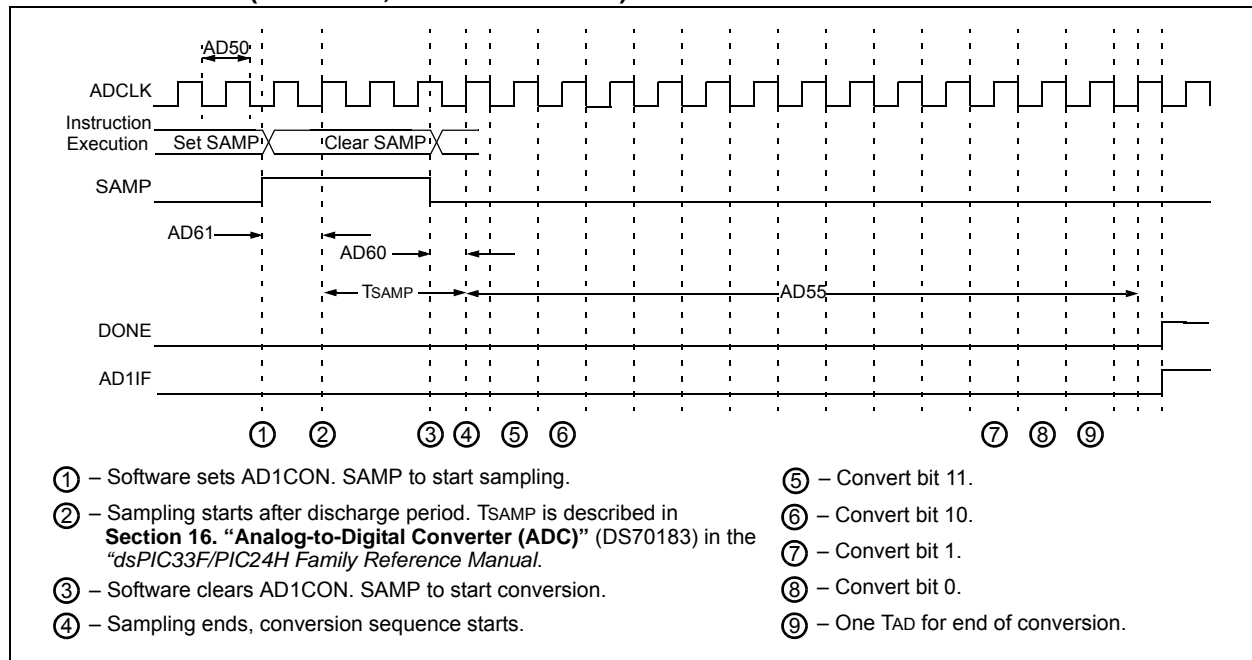 AD50
ADCLK
Instruction
Execution
Set SAMP
Clear SAMP
SAMP
AD61
AD60
TSAMP
AD55
DONE
AD1IF
1 2 3 4 5 6 7 8 9
1 – Software sets AD1CON. SAMP to start sampling.
2 – Sampling starts after discharge period. TSAMP is described in
Section 16. “Analog-to-Digital Converter (ADC)” (DS70183) in the
“dsPIC33F/PIC24H Family Reference Manual.
3 – Software clears AD1CON. SAMP to start conversion.
4 – Sampling ends, conversion sequence starts.
5 – Convert bit 11.
6 – Convert bit 10.
7 – Convert bit 1.
8 – Convert bit 0.
9 – One TAD for end of conversion.